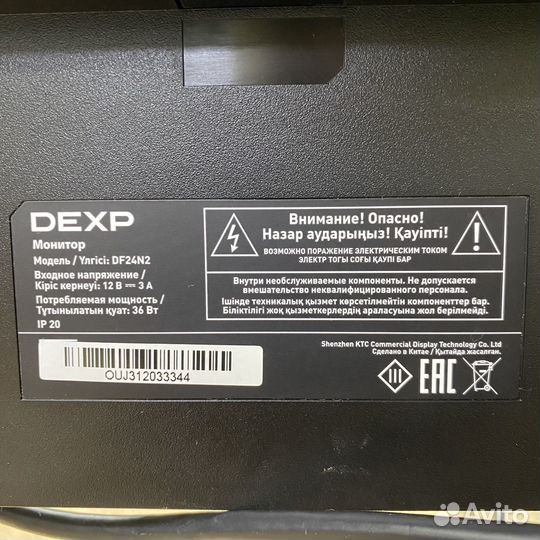 DEXP
Монитор
Модель / Үлгісі: DF24N2
Входное напряжение /
Кіріс кернеуі: 12 В ⎓ 3 А
Потребляемая мощность /
Тұтынылатын қуат: 36 Вт
IP 20
OUJ312033344
Внимание! Опасно!
Назар аударыңыз! Қауіпті!
ВОЗМОЖНО ПОРАЖЕНИЕ ЭЛЕКТРИЧЕСКИМ ТОКОМ
ЭЛЕКТР ТОГЫ СОҒЫ ҚАУПІ БАР
Внутри необслуживаемые компоненты. Не допускается
вмешательство неквалифицированного персонала.
Ішінде техникалық қызмет көрсетілмейтін компоненттер бар.
Біліктілігі жоқ қызметкерлердің араласуына жол берілмейді.
Shenzhen KTC Commercial Display Technology Co. Ltd
Сделано в Китае / Қытайда жасалған.
EAC
Avito